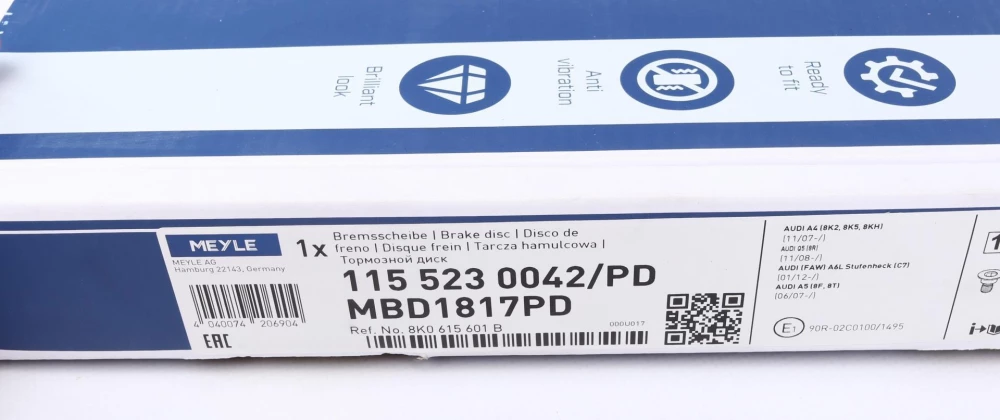 Brilliant
look
Anti
vibration
Ready
to fit
MEYLE
MEYLE AG
Hamburg 22143, Germany
4 040074 206904
EAC
1x
Bremsscheibe | Brake disc | Disco de
freno | Disque frein | Tarcza hamulcowa |
Тормозной диск
115 523 0042/PD
MBD1817PD
Ref. No. 8K0 615 601 B
000U017
AUDI A4 (8K2, 8K5, 8KH)
(11/07-/)
AUDI Q5 (8R)
(11/08-/)
AUDI (FAW) A6L Stufenheck (C7)
(01/12-/)
AUDI A5 (8F, 8T)
(06/07-/)
E1 90R-02C0100/1495
1